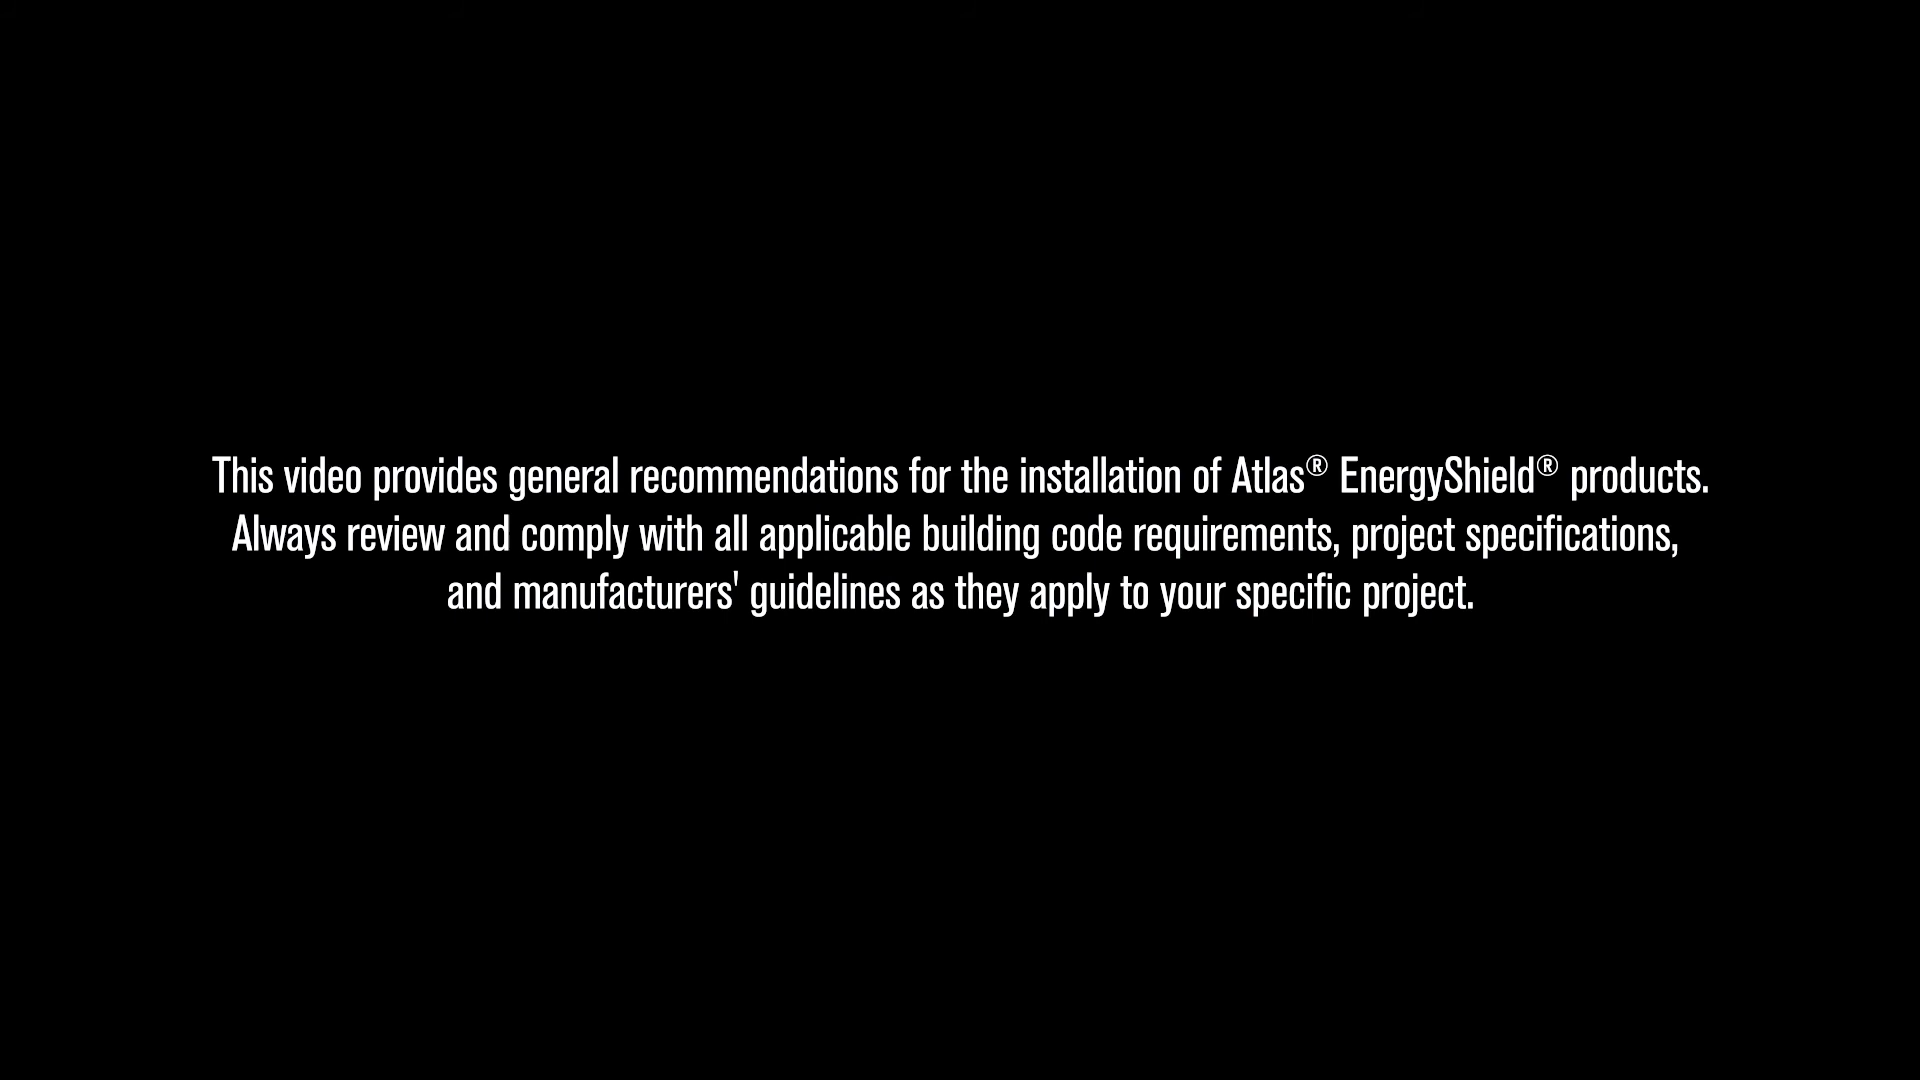 This video provides general recommendations for the installation of Atlas® EnergyShield® products.
Always review and comply with all applicable building code requirements, project specifications,
and manufacturers' guidelines as they apply to your specific project.